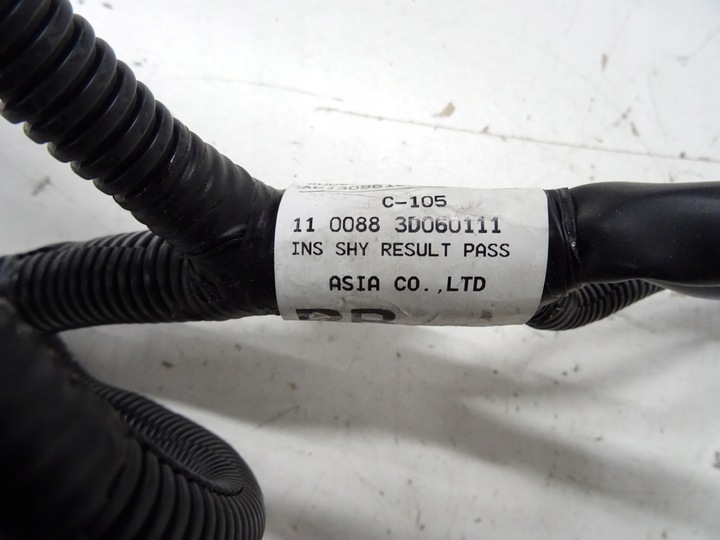 C-105
11 0088 3D060111
INS SHY RESULT PASS
ASIA CO.,LTD